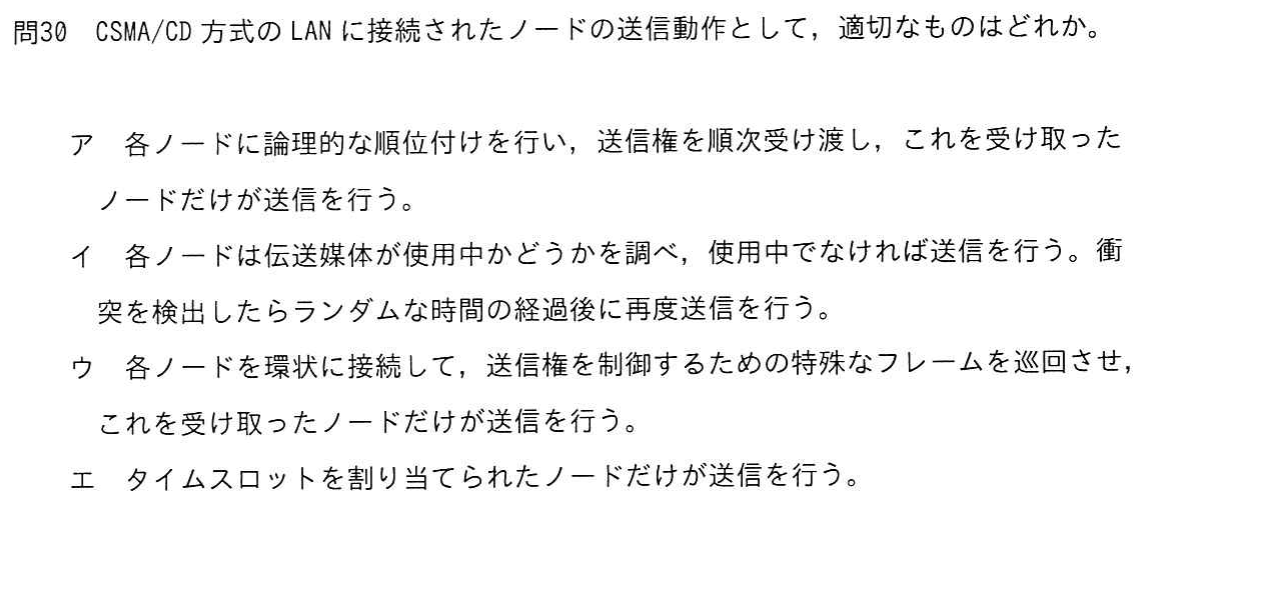 問30 CSMA/CD 方式の LAN に接続されたノードの送信動作として，適切なものはどれか。
ア 各ノードに論理的な順位付けを行い，送信権を順次受け渡し，これを受け取った
ノードだけが送信を行う。
イ 各ノードは伝送媒体が使用中かどうかを調べ，使用中でなければ送信を行う。衝
突を検出したらランダムな時間の経過後に再度送信を行う。
ウ 各ノードを環状に接続して，送信権を制御するための特殊なフレームを巡回させ，
これを受け取ったノードだけが送信を行う。
エ タイムスロットを割り当てられたノードだけが送信を行う。